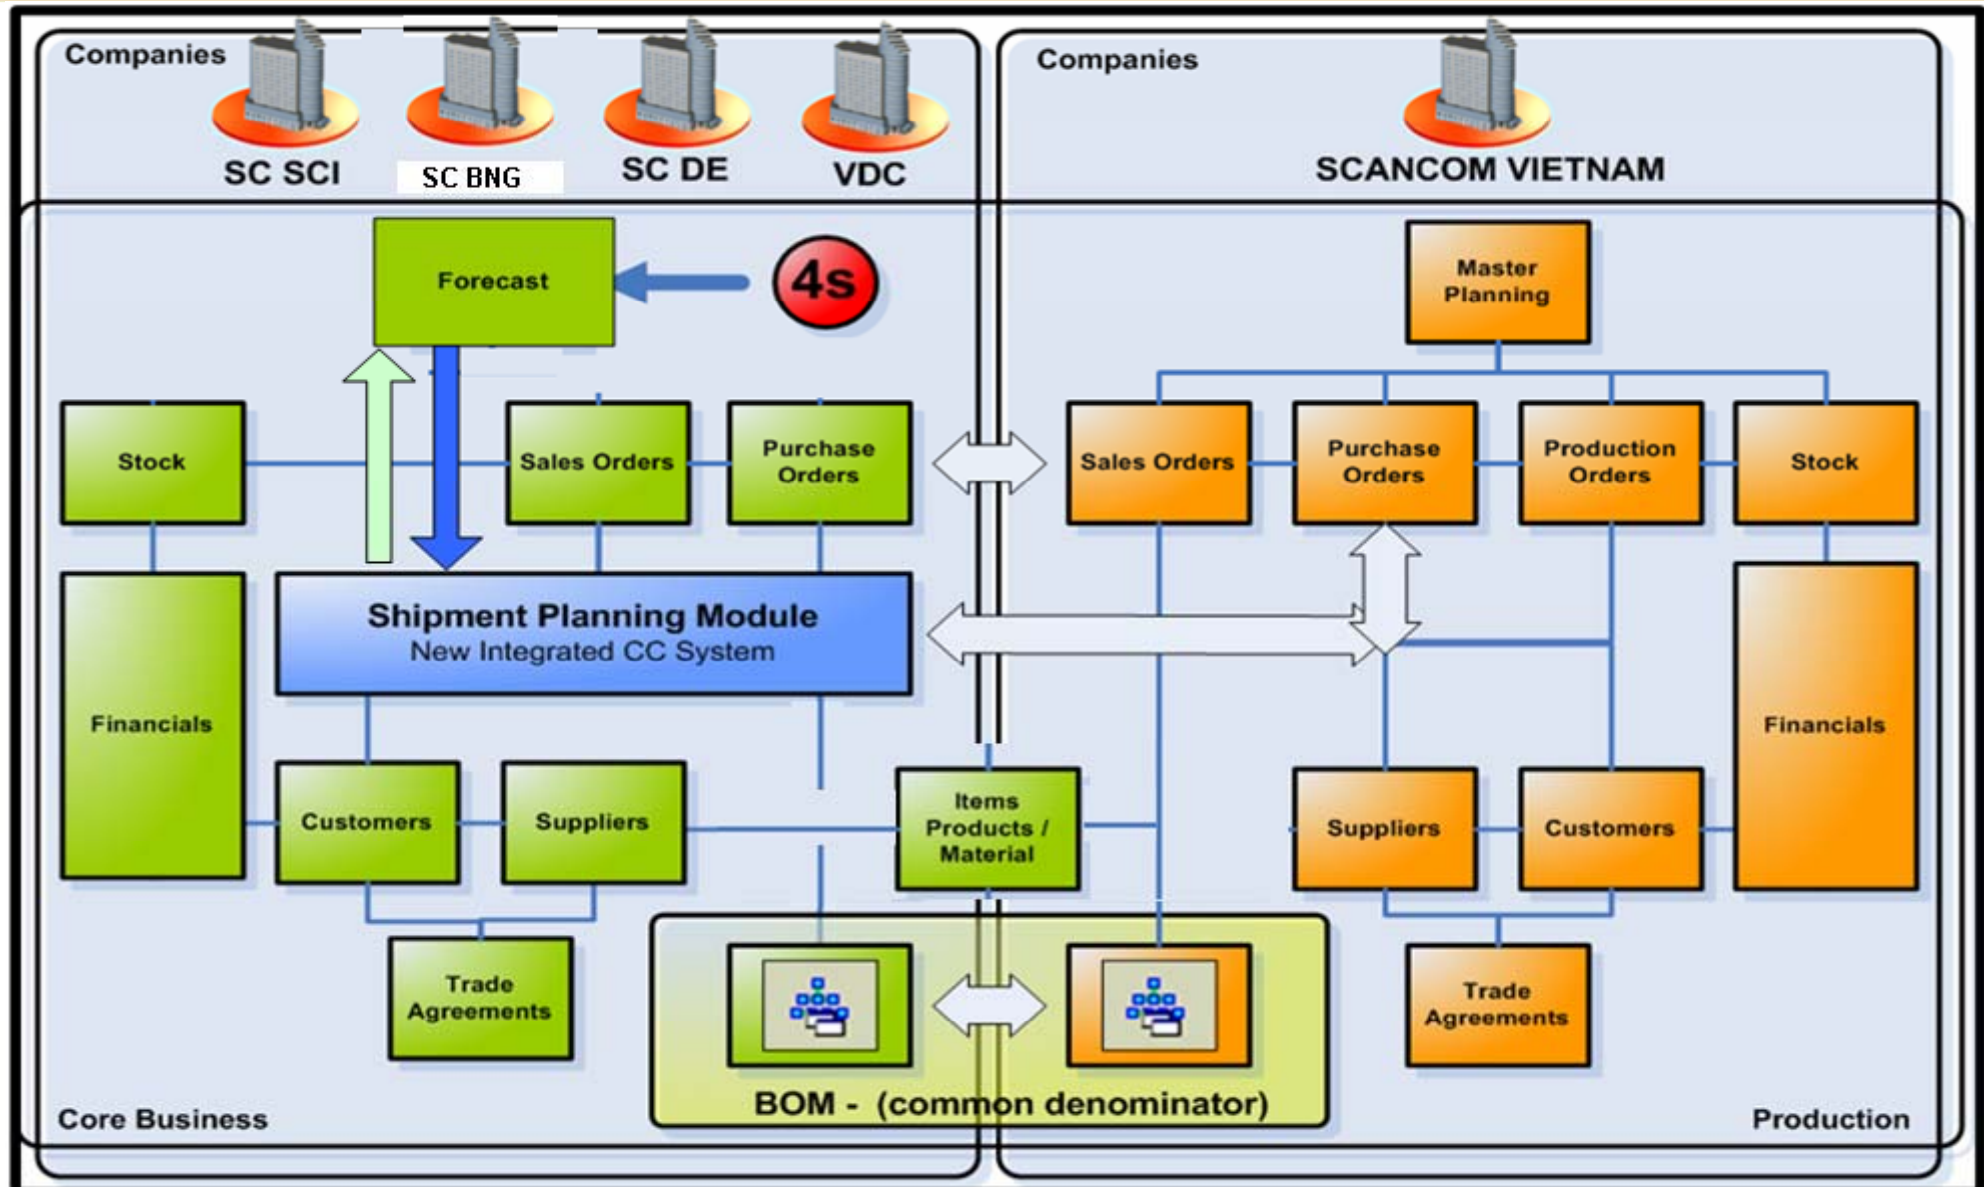 Companies
SC SCI
SC BNG
SC DE
VDC
Companies
SCANCOM VIETNAM
Forecast
4s
Master
Planning
Stock
Sales Orders
Purchase
Orders
Sales Orders
Purchase
Orders
Production
Orders
Stock
Shipment Planning Module
New Integrated CC System
Financials
Financials
Customers
Suppliers
Items
Products /
Material
Suppliers
Customers
Trade
Agreements
Trade
Agreements
BOM - (common denominator)
Core Business
Production